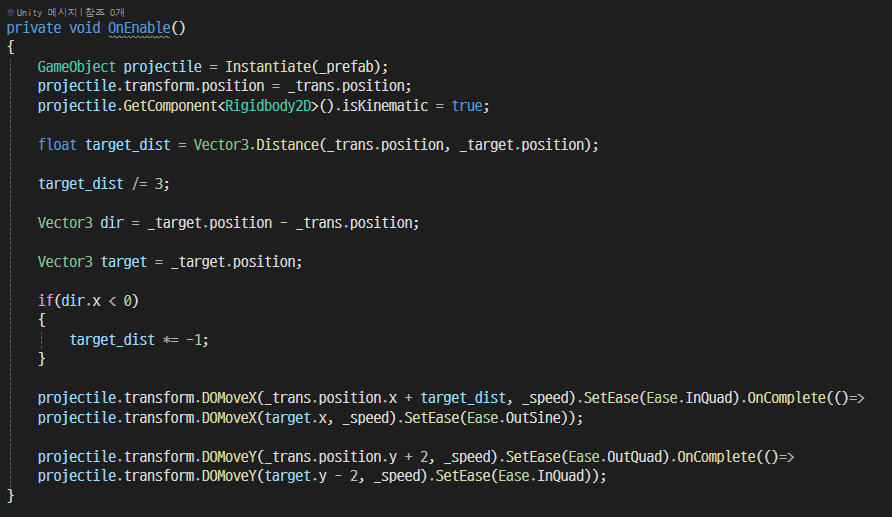 Unity 메시지 | 참조 0개
private void OnEnable()
{
GameObject projectile = Instantiate(_prefab);
projectile.transform.position = _trans.position;
projectile.GetComponent<Rigidbody2D>().isKinematic = true;
float target_dist = Vector3.Distance(_trans.position, _target.position);
target_dist /= 3;
Vector3 dir = _target.position - _trans.position;
Vector3 target = _target.position;
if(dir.x < 0)
{
target_dist *= -1;
}
projectile.transform.DOMoveX(_trans.position.x + target_dist, _speed).SetEase(Ease.InQuad).OnComplete(()=>
projectile.transform.DOMoveX(target.x, _speed).SetEase(Ease.OutSine));
projectile.transform.DOMoveY(_trans.position.y + 2, _speed).SetEase(Ease.OutQuad).OnComplete(()=>
projectile.transform.DOMoveY(target.y - 2, _speed).SetEase(Ease.InQuad));
}